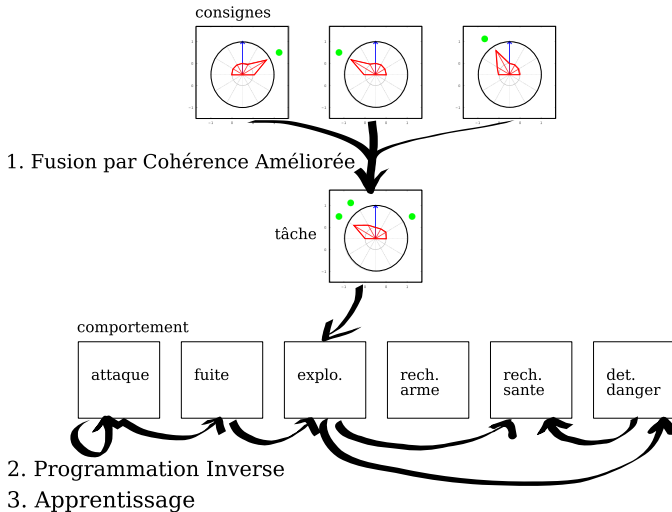 consignes
1. Fusion par Cohérence Améliorée
tâche
comportement
attaque
fuite
explo.
rech.
arme
rech.
sante
det.
danger
2. Programmation Inverse
3. Apprentissage